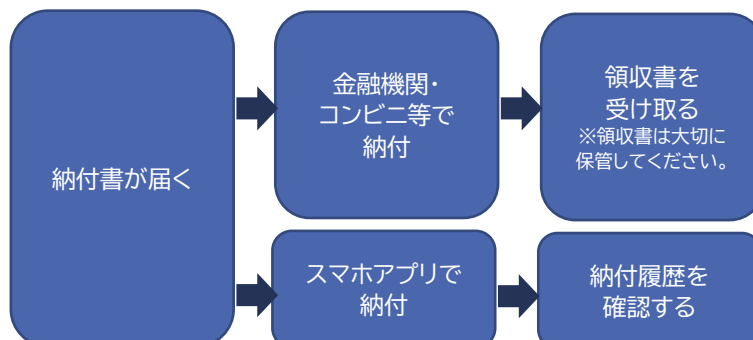 納付書が届く
金融機関・
コンビニ等で
納付
領収書を
受け取る
※領収書は大切に
保管してください。
スマホアプリで
納付
納付履歴を
確認する